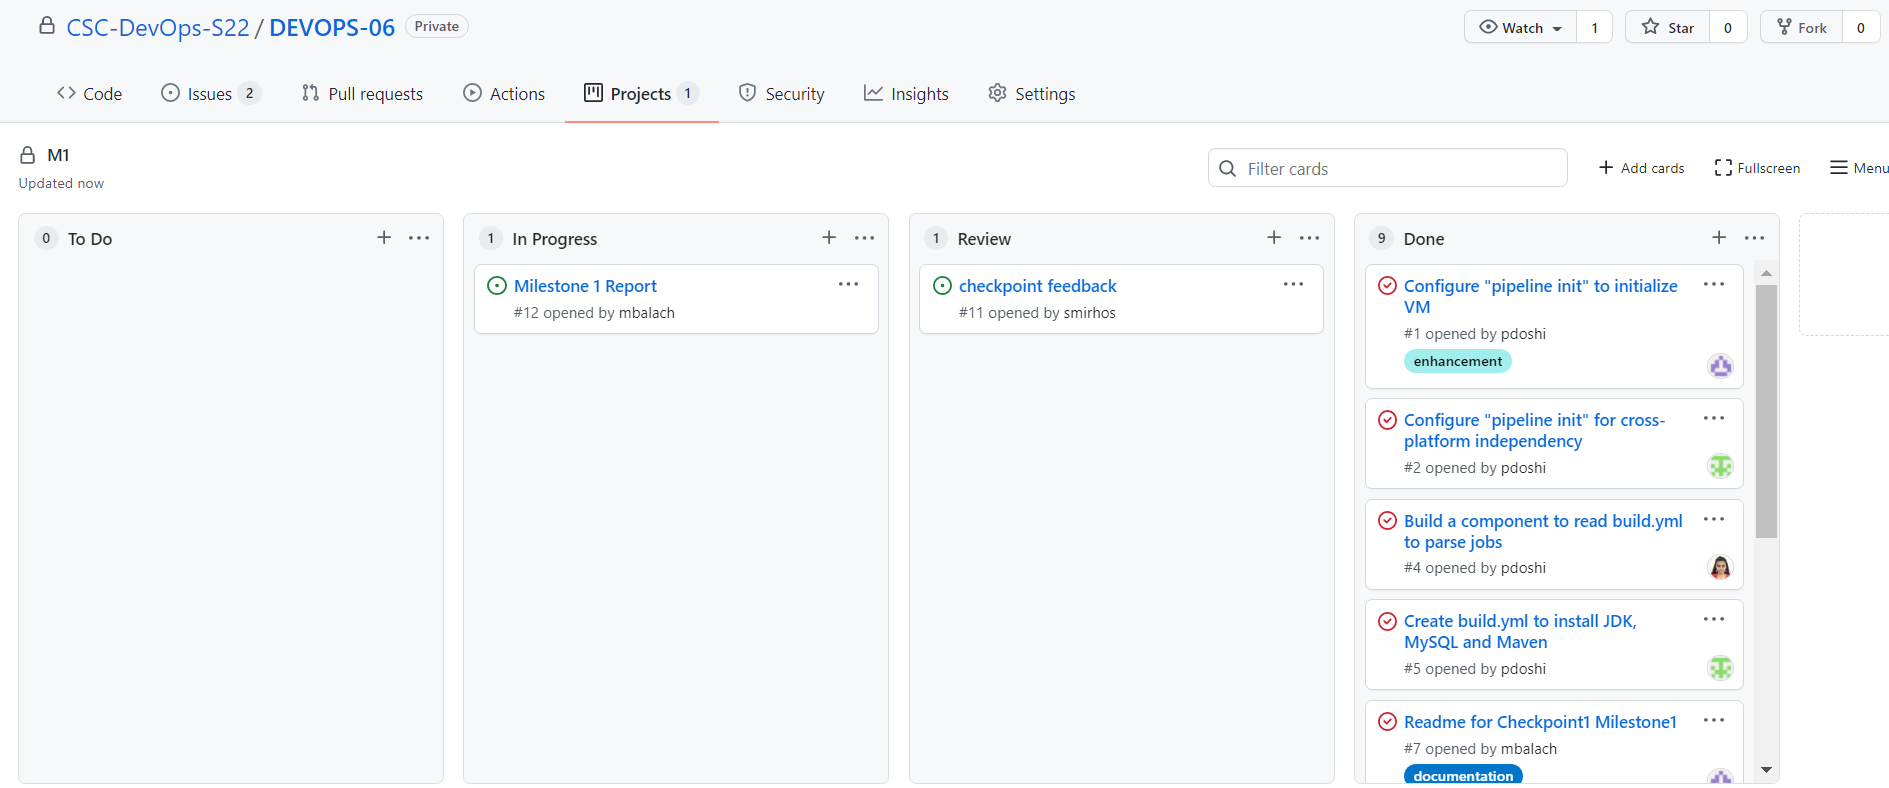 CSC-DevOps-S22 / DEVOPS-06 Private
Watch 1 Star 0 Fork 0
Code Issues 2 Pull requests Actions Projects 1 Security Insights Settings
M1
Updated now
Filter cards
Add cards Fullscreen Menu
0 To Do
1 In Progress
Milestone 1 Report
#12 opened by mbalach
1 Review
checkpoint feedback
#11 opened by smirhos
9 Done
Configure "pipeline init" to initialize
VM
#1 opened by pdoshi
enhancement
Configure "pipeline init" for cross-
platform independency
#2 opened by pdoshi
Build a component to read build.yml
to parse jobs
#4 opened by pdoshi
Create build.yml to install JDK,
MySQL and Maven
#5 opened by pdoshi
Readme for Checkpoint1 Milestone1
#7 opened by mbalach
documentation